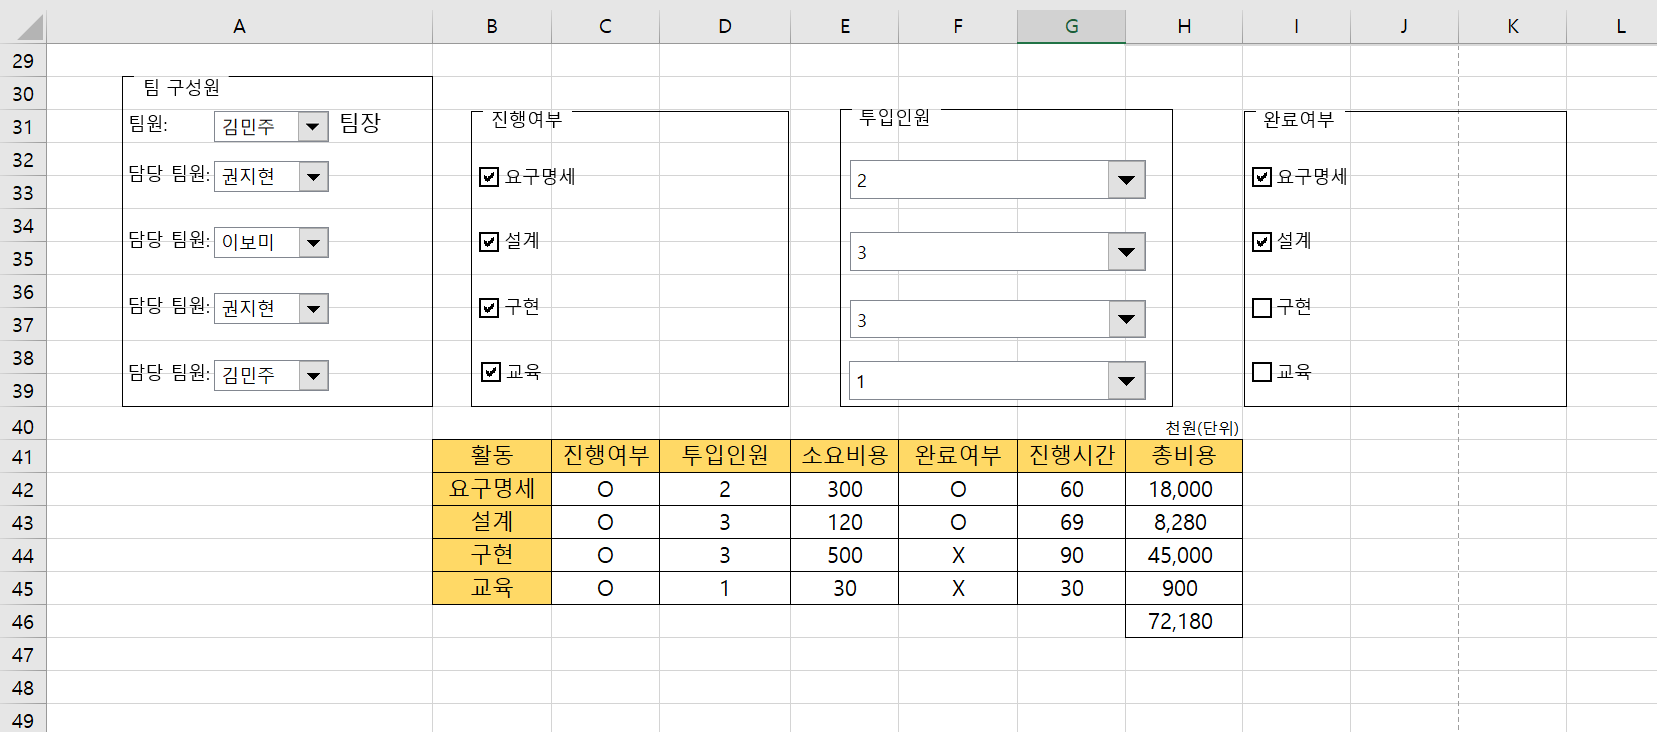 A B C D E F G H I J K L
29
30 팀 구성원
31 팀원: 김민주 팀장 진행여부 투입인원 완료여부
32 담당 팀원: 권지현 요구명세 2 요구명세
33
34 담당 팀원: 이보미 설계 3 설계
35
36 담당 팀원: 권지현 구현 3 구현
37
38 담당 팀원: 김민주 교육 1 교육
39
40 천원(단위)
41 활동 진행여부 투입인원 소요비용 완료여부 진행시간 총비용
42 요구명세 O 2 300 O 60 18,000
43 설계 O 3 120 O 69 8,280
44 구현 O 3 500 X 90 45,000
45 교육 O 1 30 X 30 900
46 72,180
47
48
49